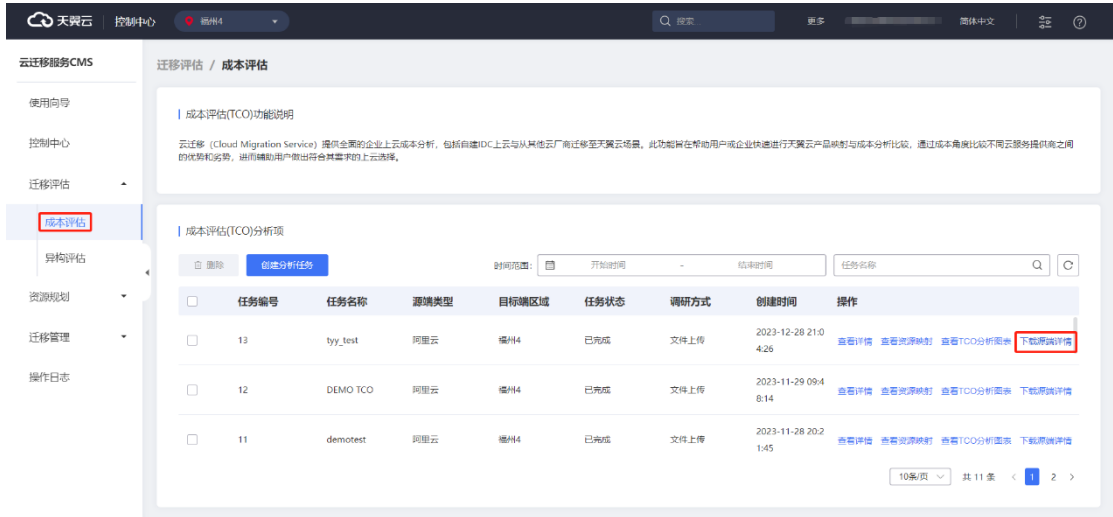 天翼云 控制中心 福州4 搜索 更多 简体中文
云迁移服务CMS
使用向导
控制中心
迁移评估
成本评估
异构评估
资源规划
迁移管理
操作日志
迁移评估 / 成本评估
成本评估(TCO)功能说明
云迁移（Cloud Migration Service）提供全面的企业上云成本分析，包括自建IDC上云与从其他云厂商迁移至天翼云场景。此功能旨在帮助用户或企业快速进行天翼云产品映射与成本分析比较，通过成本角度比较不同云服务提供商之间
的优势和劣势，进而辅助用户做出符合其需求的上云选择。
成本评估(TCO)分析项
删除 创建分析任务 时间范围: 开始时间 - 结束时间 任务名称
任务编号 任务名称 源端类型 目标端区域 任务状态 调研方式 创建时间 操作
13 tyy_test 阿里云 福州4 已完成 文件上传 2023-12-28 21:0
4:26 查看详情 查看资源映射 查看TCO分析图表 下载源端详情
12 DEMO TCO 阿里云 福州4 已完成 文件上传 2023-11-29 09:4
8:14 查看详情 查看资源映射 查看TCO分析图表 下载源端详情
11 demotest 阿里云 福州4 已完成 文件上传 2023-11-28 20:2
1:45 查看详情 查看资源映射 查看TCO分析图表 下载源端详情
10条/页 共 11 条 < 1 2 >